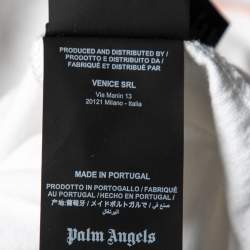 PRODUCED AND DISTRIBUTED BY /
PRODOTTO E DISTRIBUITO DA /
FABRIQUÉ ET DISTRIBUÉ PAR
VENICE SRL
Via Manin 13
20121 Milano - Italia
MADE IN PORTUGAL
PRODOTTO IN PORTOGALLO / FABRIQUÉ
AU PORTUGAL / HECHO EN PORTUGAL /
产地:葡萄牙 / メイドポルトガル / صنع في
البرتغال
Palm Angels